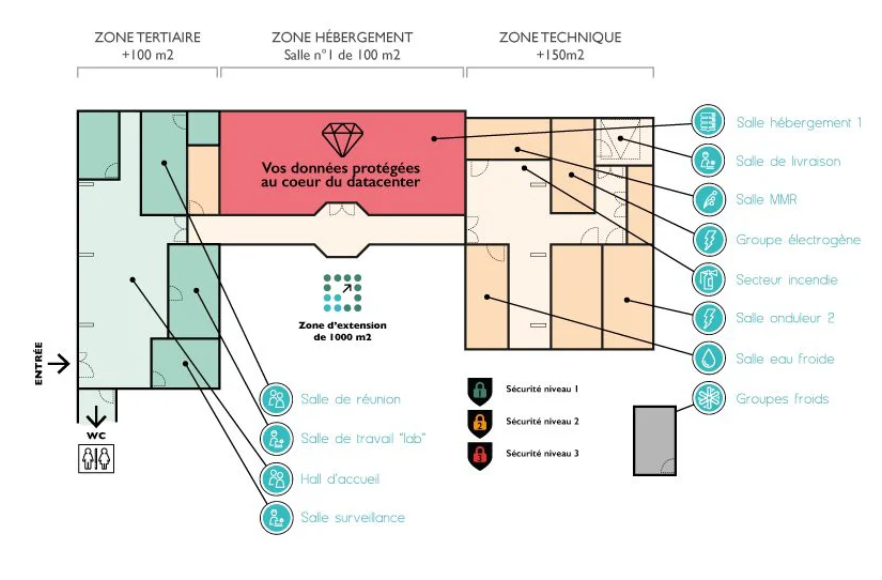 ZONE TERTIAIRE
+100 m2
ZONE HÉBERGEMENT
Salle n°1 de 100 m2
ZONE TECHNIQUE
+150m2
Vos données protégées
au coeur du datacenter
Salle hébergement 1
Salle de livraison
Salle MMR
Groupe électrogène
Secteur incendie
Salle onduleur 2
Salle eau froide
Groupes froids
Zone d'extension
de 1000 m2
ENTRÉE
WC
Salle de réunion
Salle de travail "lab"
Hall d'accueil
Salle surveillance
1
Sécurité niveau 1
2
Sécurité niveau 2
3
Sécurité niveau 3